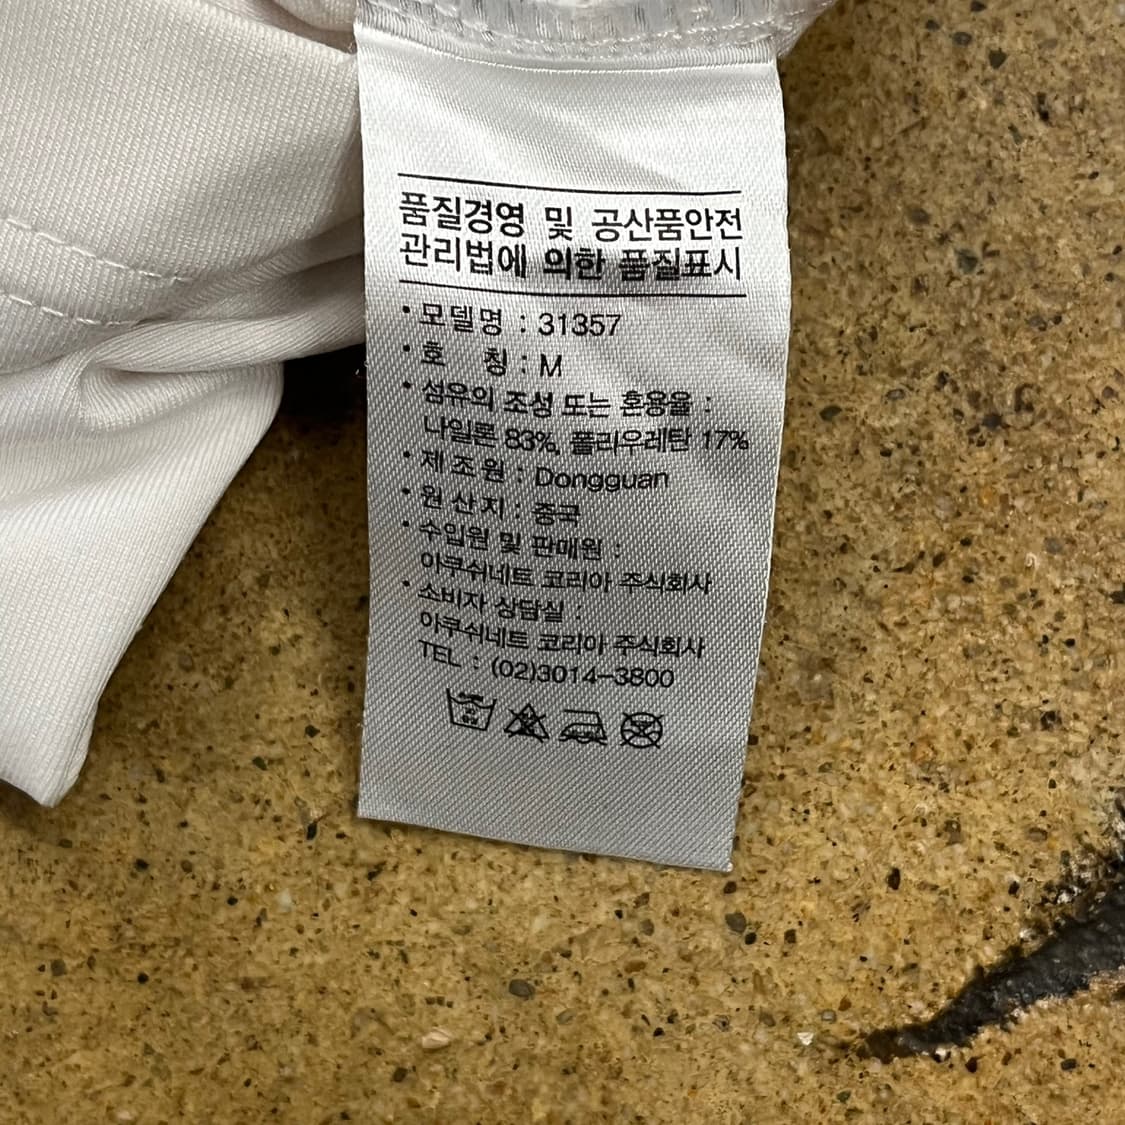 품질경영 및 공산품안전
관리법에 의한 품질표시
• 모델명 : 31357
• 호 칭 : M
• 섬유의 조성 또는 혼용율 :
나일론 83%, 폴리우레탄 17%
• 제조원 : Dongguan
• 원산지 : 중국
• 수입원 및 판매원 :
아쿠쉬네트 코리아 주식회사
• 소비자 상담실 :
아쿠쉬네트 코리아 주식회사
TEL : (02)3014-3800